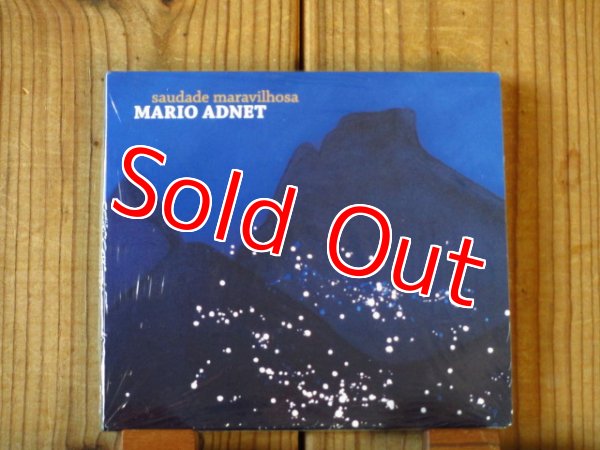 saudade maravilhosa
MARIO ADNET
Sold Out